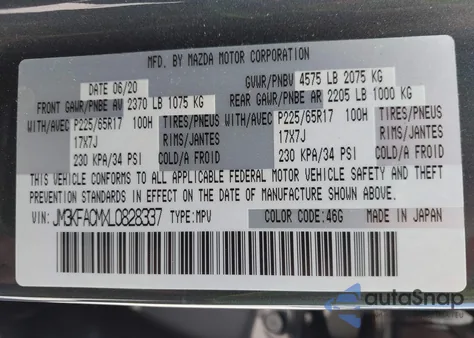 MFD. BY MAZDA MOTOR CORPORATION
DATE 06/20 GVWR/PNBV 4575 LB 2075 KG
FRONT GAWR/PNBE AV 2370 LB 1075 KG REAR GAWR/PNBE AR 2205 LB 1000 KG
WITH/AVEC P225/65R17 100H TIRES/PNEUS WITH/AVEC P225/65R17 100H TIRES/PNEUS
17X7J RIMS/JANTES 17X7J RIMS/JANTES
230 KPA/34 PSI COLD/A FROID 230 KPA/34 PSI COLD/A FROID
THIS VEHICLE CONFORMS TO ALL APPLICABLE FEDERAL MOTOR VEHICLE SAFETY AND THEFT
PREVENTION STANDARDS IN EFFECT ON THE DATE OF MANUFACTURE SHOWN ABOVE.
VIN: JM3KFACMXL0828337 TYPE: MPV COLOR CODE: 46G MADE IN JAPAN
autoSnap